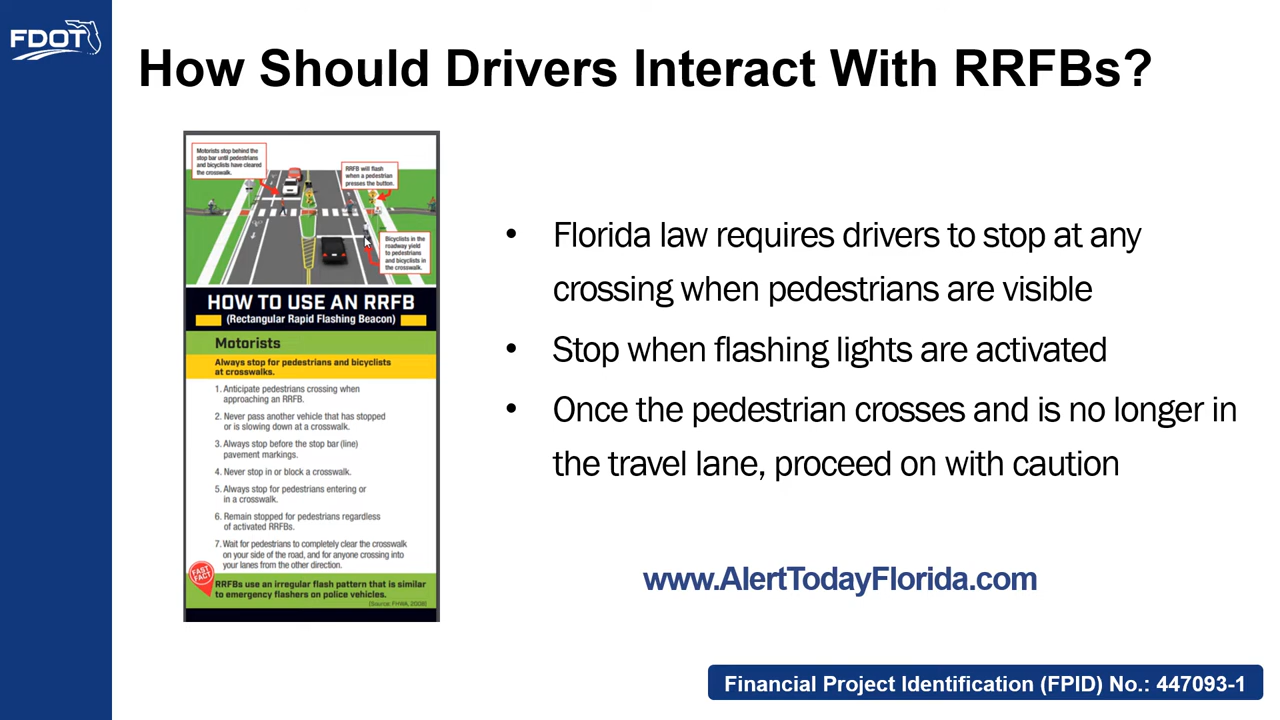 FDOT
How Should Drivers Interact With RRFBs?
Motorists stop behind the
stop bar until pedestrians
and bicyclists have cleared
the crosswalk.
RRFB will flash
when a pedestrian
presses the button.
Bicyclists in the
roadway yield to
pedestrians
and bicyclists in
the crosswalk.
HOW TO USE AN RRFB
(Rectangular Rapid Flashing Beacon)
Motorists
Always stop for pedestrians and bicyclists
at crosswalks.
1. Anticipate pedestrians crossing when
approaching an RRFB.
2. Never pass another vehicle that has stopped
or is slowing down at a crosswalk.
3. Always stop before the stop bar (line)
pavement markings.
4. Never stop in or block a crosswalk.
5. Always stop for pedestrians entering or
in a crosswalk.
6. Remain stopped for pedestrians regardless
of activated RRFBs.
7. Wait for pedestrians to completely clear the crosswalk
on your side of the road, and for anyone crossing into
your lanes from the other direction.
FAST
FACT
RRFBs use an irregular flash pattern that is similar
to emergency flashers on police vehicles.
(Source: FHWA, 2008)
• Florida law requires drivers to stop at any
crossing when pedestrians are visible
• Stop when flashing lights are activated
• Once the pedestrian crosses and is no longer in
the travel lane, proceed on with caution
www.AlertTodayFlorida.com
Financial Project Identification (FPID) No.: 447093-1